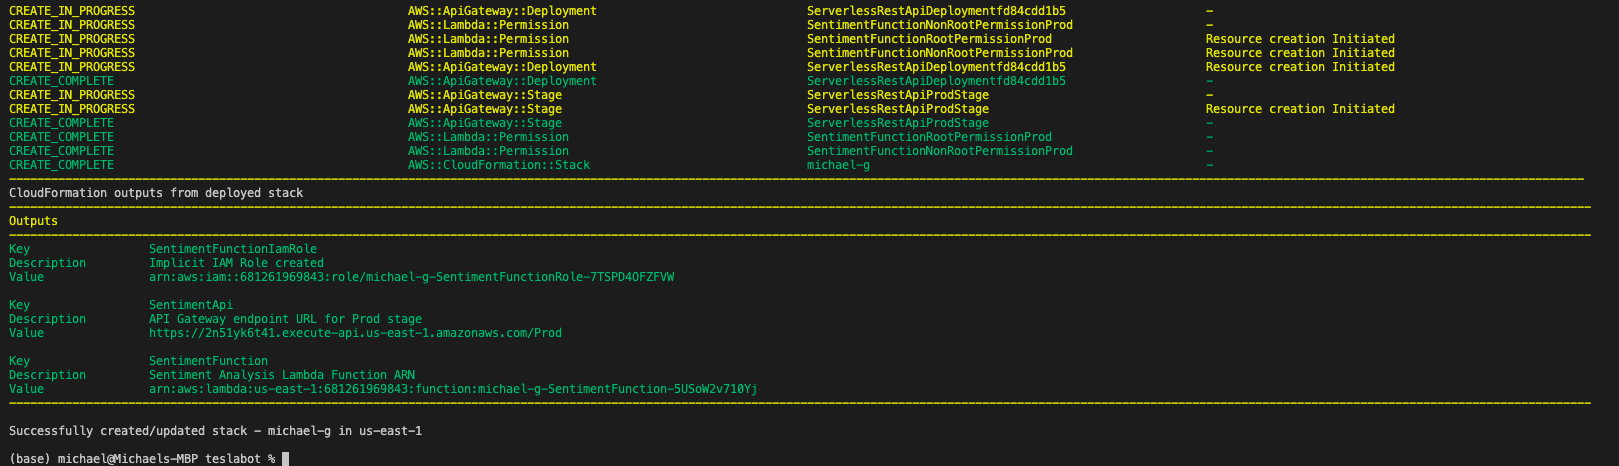 CREATE_IN_PROGRESS AWS::ApiGateway::Deployment ServerlessRestApiDeploymentfd84cdd1b5 -
CREATE_IN_PROGRESS AWS::Lambda::Permission SentimentFunctionNonRootPermissionProd -
CREATE_IN_PROGRESS AWS::Lambda::Permission SentimentFunctionRootPermissionProd Resource creation Initiated
CREATE_IN_PROGRESS AWS::Lambda::Permission SentimentFunctionNonRootPermissionProd Resource creation Initiated
CREATE_IN_PROGRESS AWS::ApiGateway::Deployment ServerlessRestApiDeploymentfd84cdd1b5 Resource creation Initiated
CREATE_COMPLETE AWS::ApiGateway::Deployment ServerlessRestApiDeploymentfd84cdd1b5 -
CREATE_IN_PROGRESS AWS::ApiGateway::Stage ServerlessRestApiProdStage -
CREATE_IN_PROGRESS AWS::ApiGateway::Stage ServerlessRestApiProdStage Resource creation Initiated
CREATE_COMPLETE AWS::ApiGateway::Stage ServerlessRestApiProdStage -
CREATE_COMPLETE AWS::Lambda::Permission SentimentFunctionRootPermissionProd -
CREATE_COMPLETE AWS::Lambda::Permission SentimentFunctionNonRootPermissionProd -
CREATE_COMPLETE AWS::CloudFormation::Stack michael-g -
CloudFormation outputs from deployed stack
Outputs
Key SentimentFunctionIamRole
Description Implicit IAM Role created
Value arn:aws:iam::681261969843:role/michael-g-SentimentFunctionRole-7TSPD4OFZFVW
Key SentimentApi
Description API Gateway endpoint URL for Prod stage
Value https://2n51yk6t41.execute-api.us-east-1.amazonaws.com/Prod
Key SentimentFunction
Description Sentiment Analysis Lambda Function ARN
Value arn:aws:lambda:us-east-1:681261969843:function:michael-g-SentimentFunction-5USoW2v710Yj
Successfully created/updated stack - michael-g in us-east-1
(base) michael@Michaels-MBP teslabot %